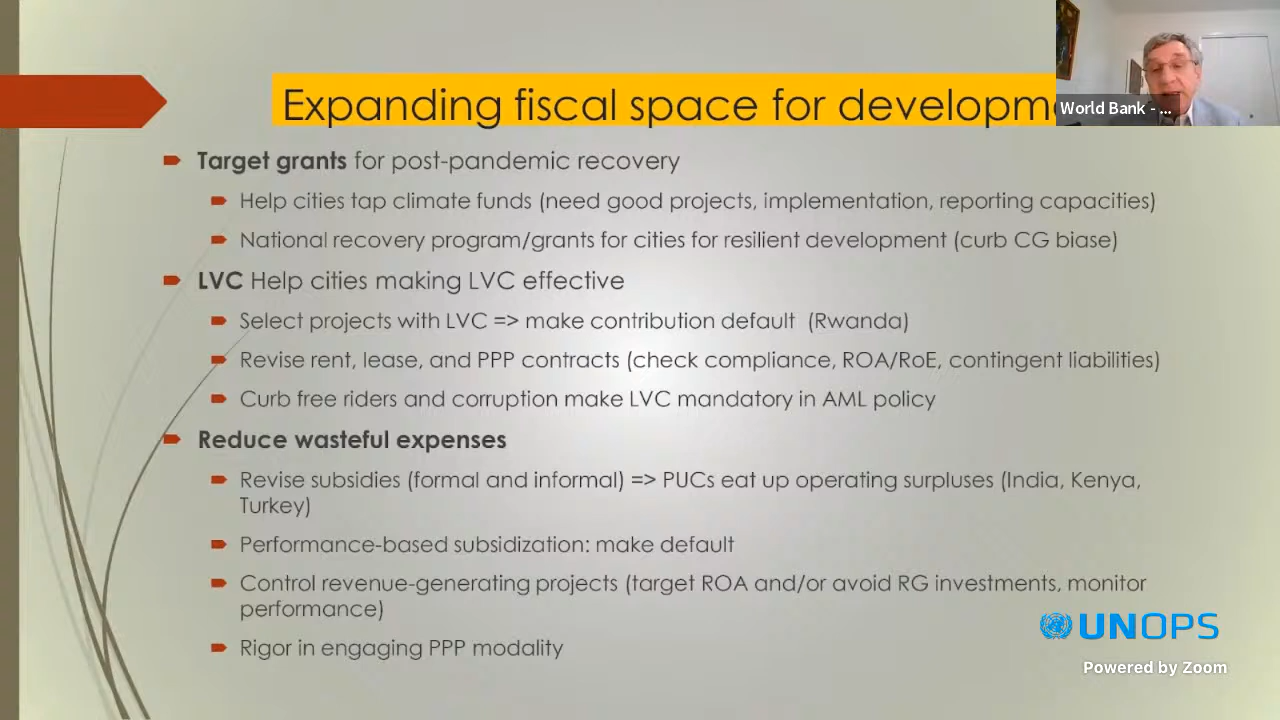 Expanding fiscal space for developm
World Bank - ...
Target grants for post-pandemic recovery
Help cities tap climate funds (need good projects, implementation, reporting capacities)
National recovery program/grants for cities for resilient development (curb CG biase)
LVC Help cities making LVC effective
Select projects with LVC => make contribution default (Rwanda)
Revise rent, lease, and PPP contracts (check compliance, ROA/RoE, contingent liabilities)
Curb free riders and corruption make LVC mandatory in AML policy
Reduce wasteful expenses
Revise subsidies (formal and informal) => PUCs eat up operating surpluses (India, Kenya,
Turkey)
Performance-based subsidization: make default
Control revenue-generating projects (target ROA and/or avoid RG investments, monitor
performance)
Rigor in engaging PPP modality
UNOPS
Powered by Zoom